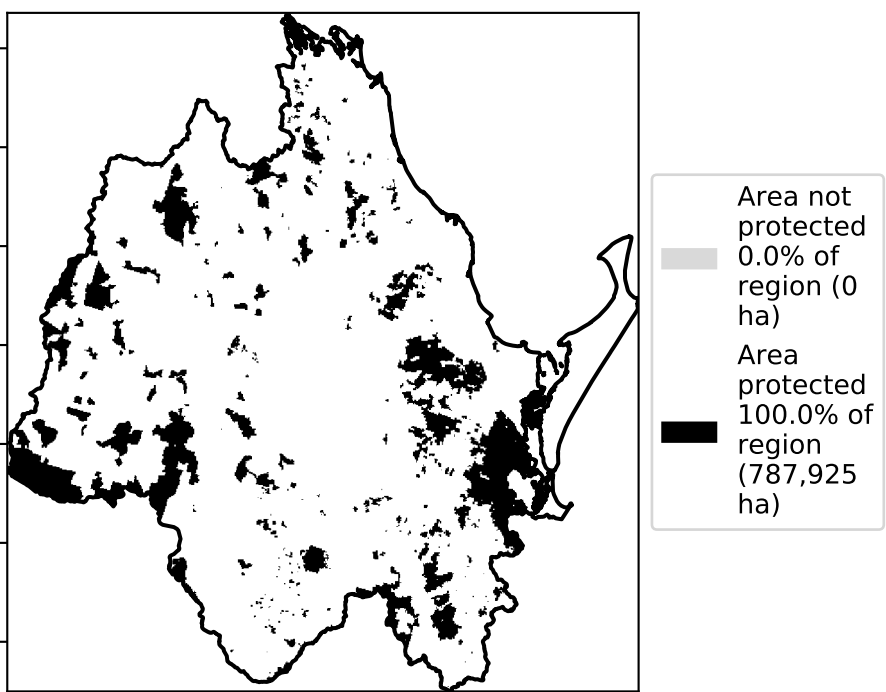 Area not
protected
0.0% of
region (0
ha)
Area
protected
100.0% of
region
(787,925
ha)